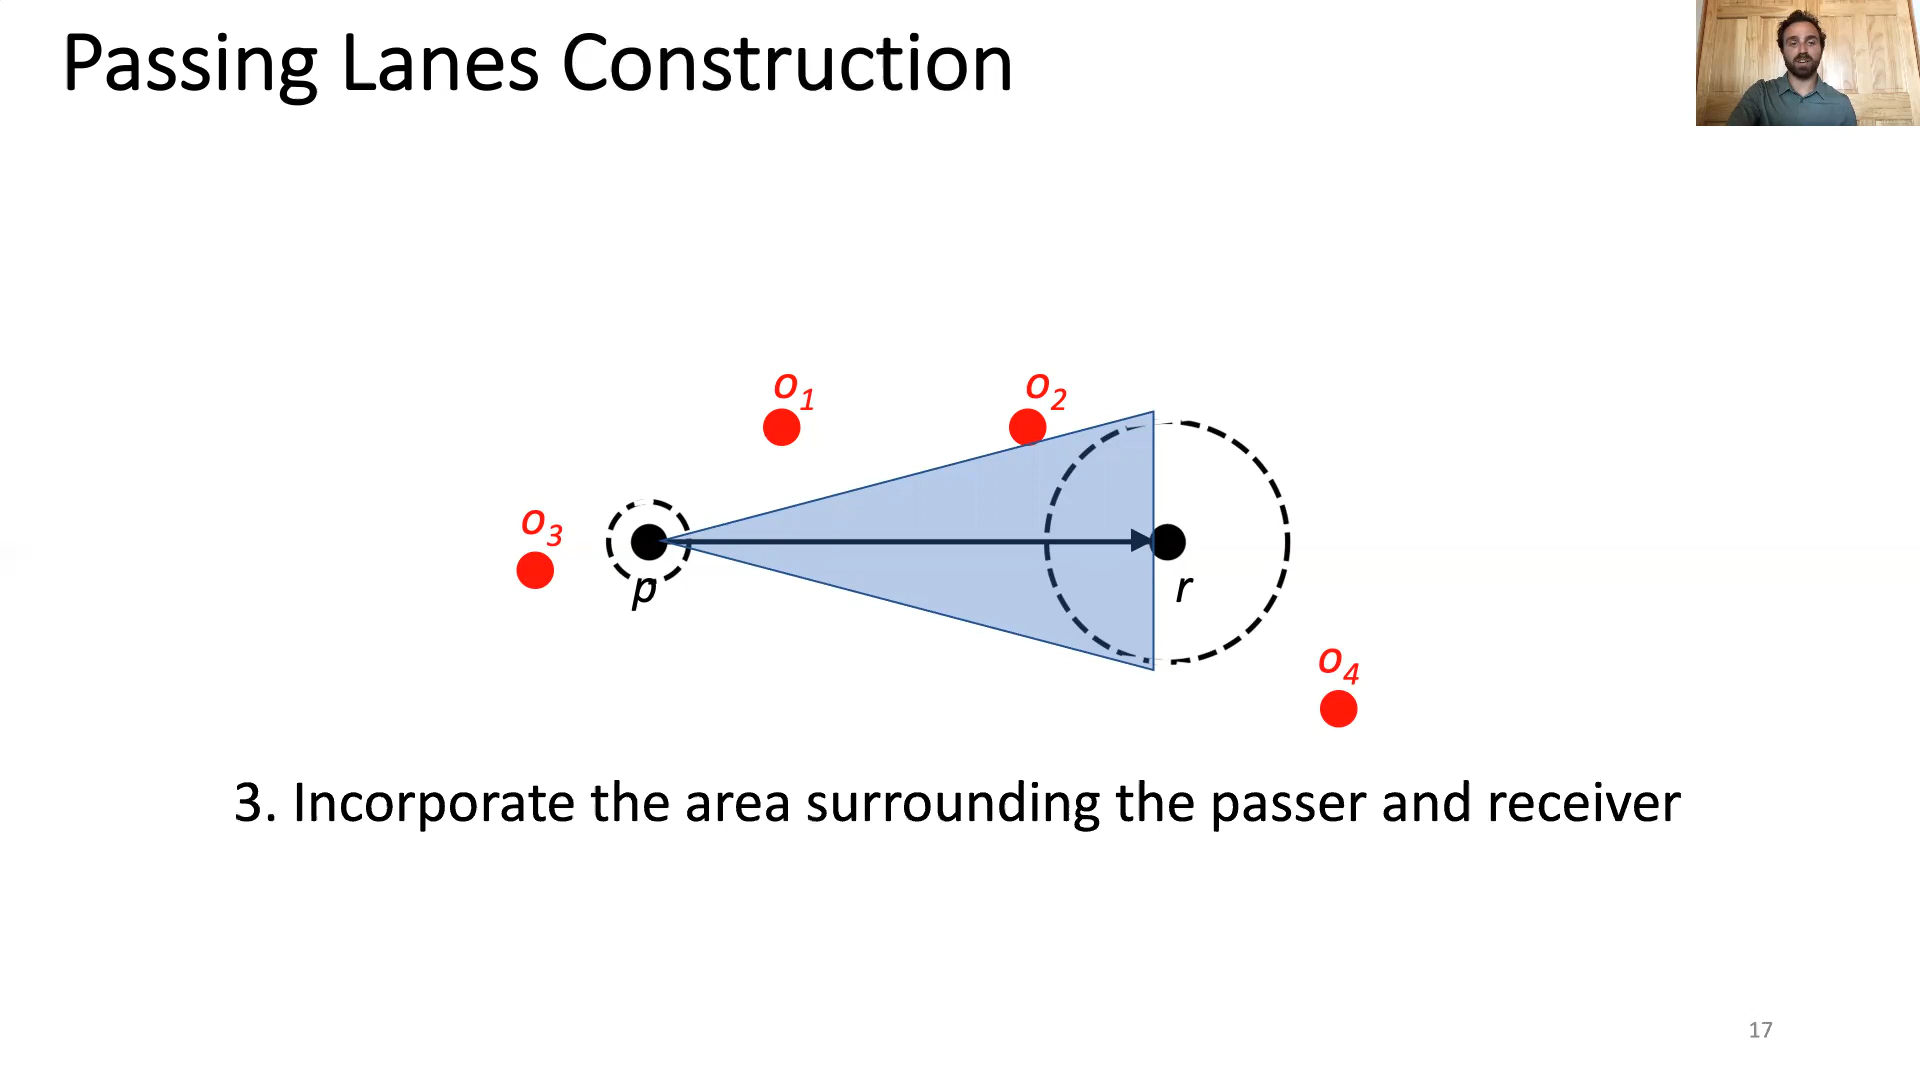 Passing Lanes Construction
o1
o2
o3
p
r
o4
3. Incorporate the area surrounding the passer and receiver
17